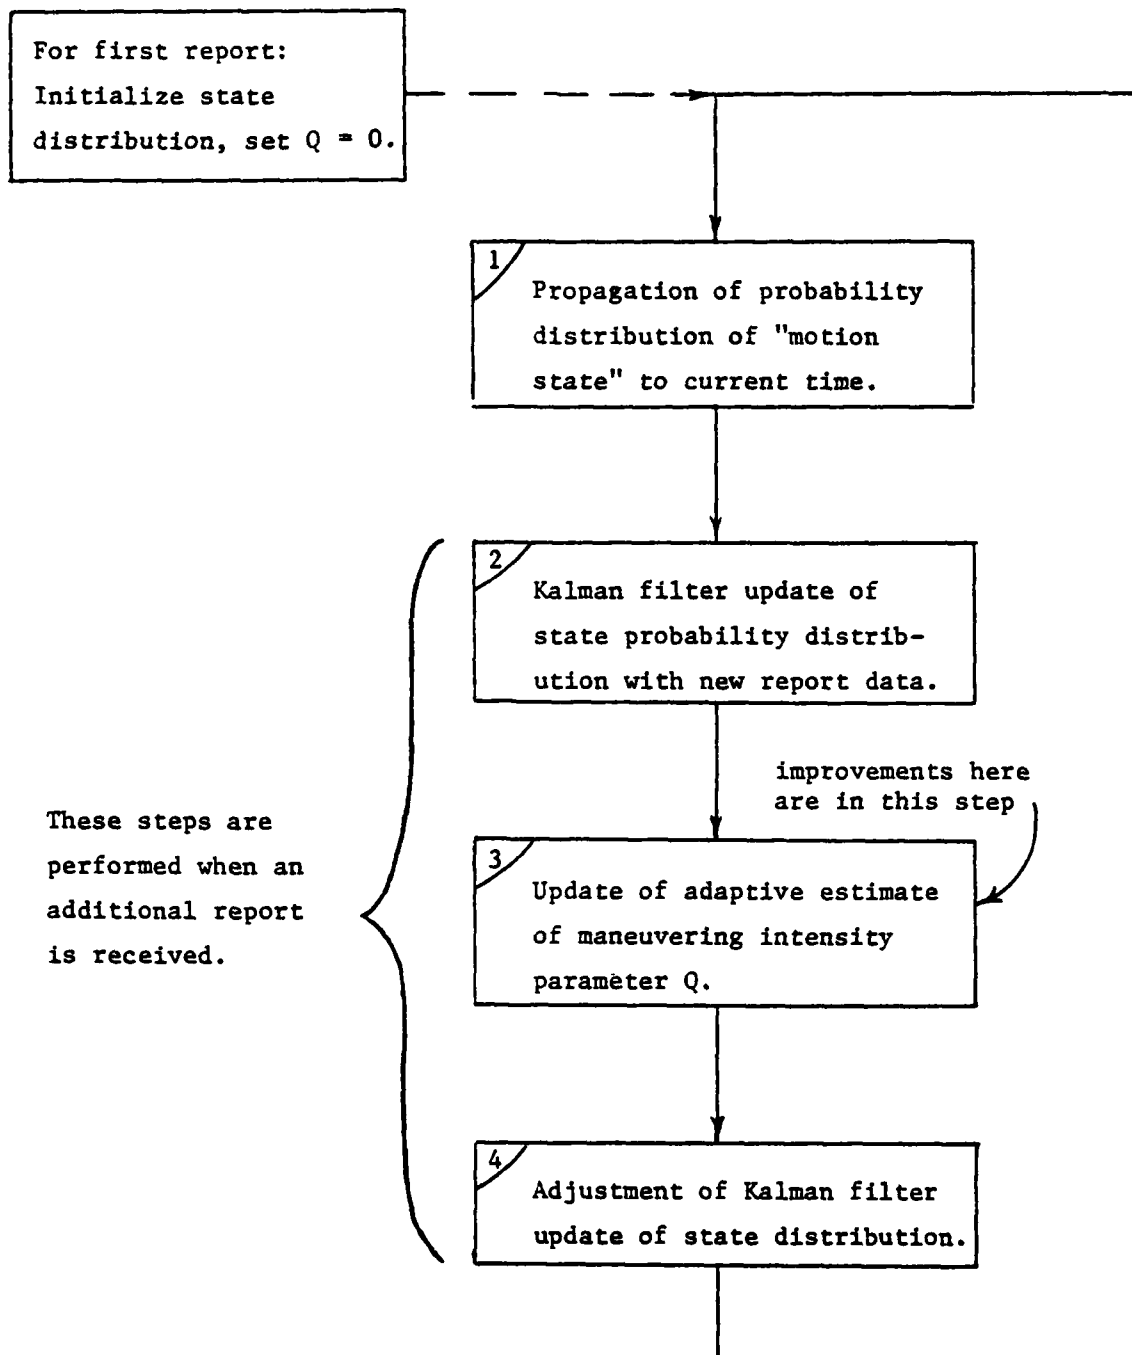 For first report:
Initialize state
distribution, set Q = 0.
1
Propagation of probability
distribution of "motion
state" to current time.
2
Kalman filter update of
state probability distrib-
ution with new report data.
improvements here
are in this step
These steps are
performed when an
additional report
is received.
3
Update of adaptive estimate
of maneuvering intensity
parameter Q.
4
Adjustment of Kalman filter
update of state distribution.